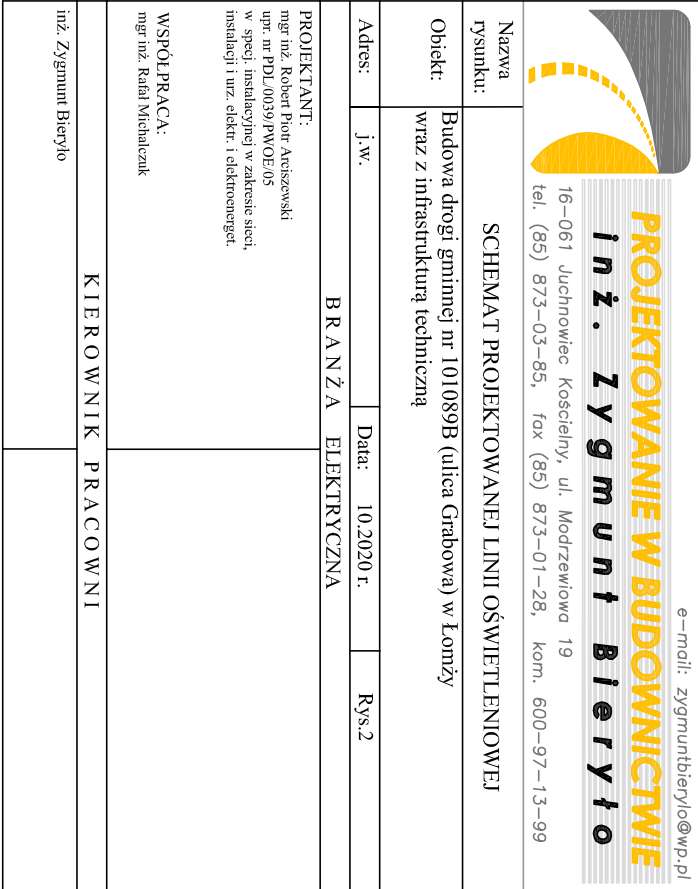 e-mail: zygmuntbierylo@wp.pl
PROJEKTOWANIE W BUDOWNICTWIE
inż. Zygmunt Bieryło
16-061 Juchnowiec Kościelny, ul. Modrzewiowa 19
tel. (85) 873-03-85, fax (85) 873-01-28, kom. 600-97-13-99
Nazwa
rysunku:
SCHEMAT PROJEKTOWANEJ LINII OŚWIETLENIOWEJ
Obiekt:
Budowa drogi gminnej nr 101089B (ulica Grabowa) w Łomży
wraz z infrastrukturą techniczną
Adres: j.w. Data: 10.2020 r. Rys.2
BRANŻA ELEKTRYCZNA
PROJEKTANT:
mgr inż. Robert Piotr Arciszewski
upr. nr PDL/0039/PWOE/05
w specj. instalacyjnej w zakresie sieci,
instalacji i urz. elektr. i elektroenerget.
WSPÓŁPRACA:
mgr inż. Rafał Michalczuk
KIEROWNIK PRACOWNI
inż. Zygmunt Bieryło